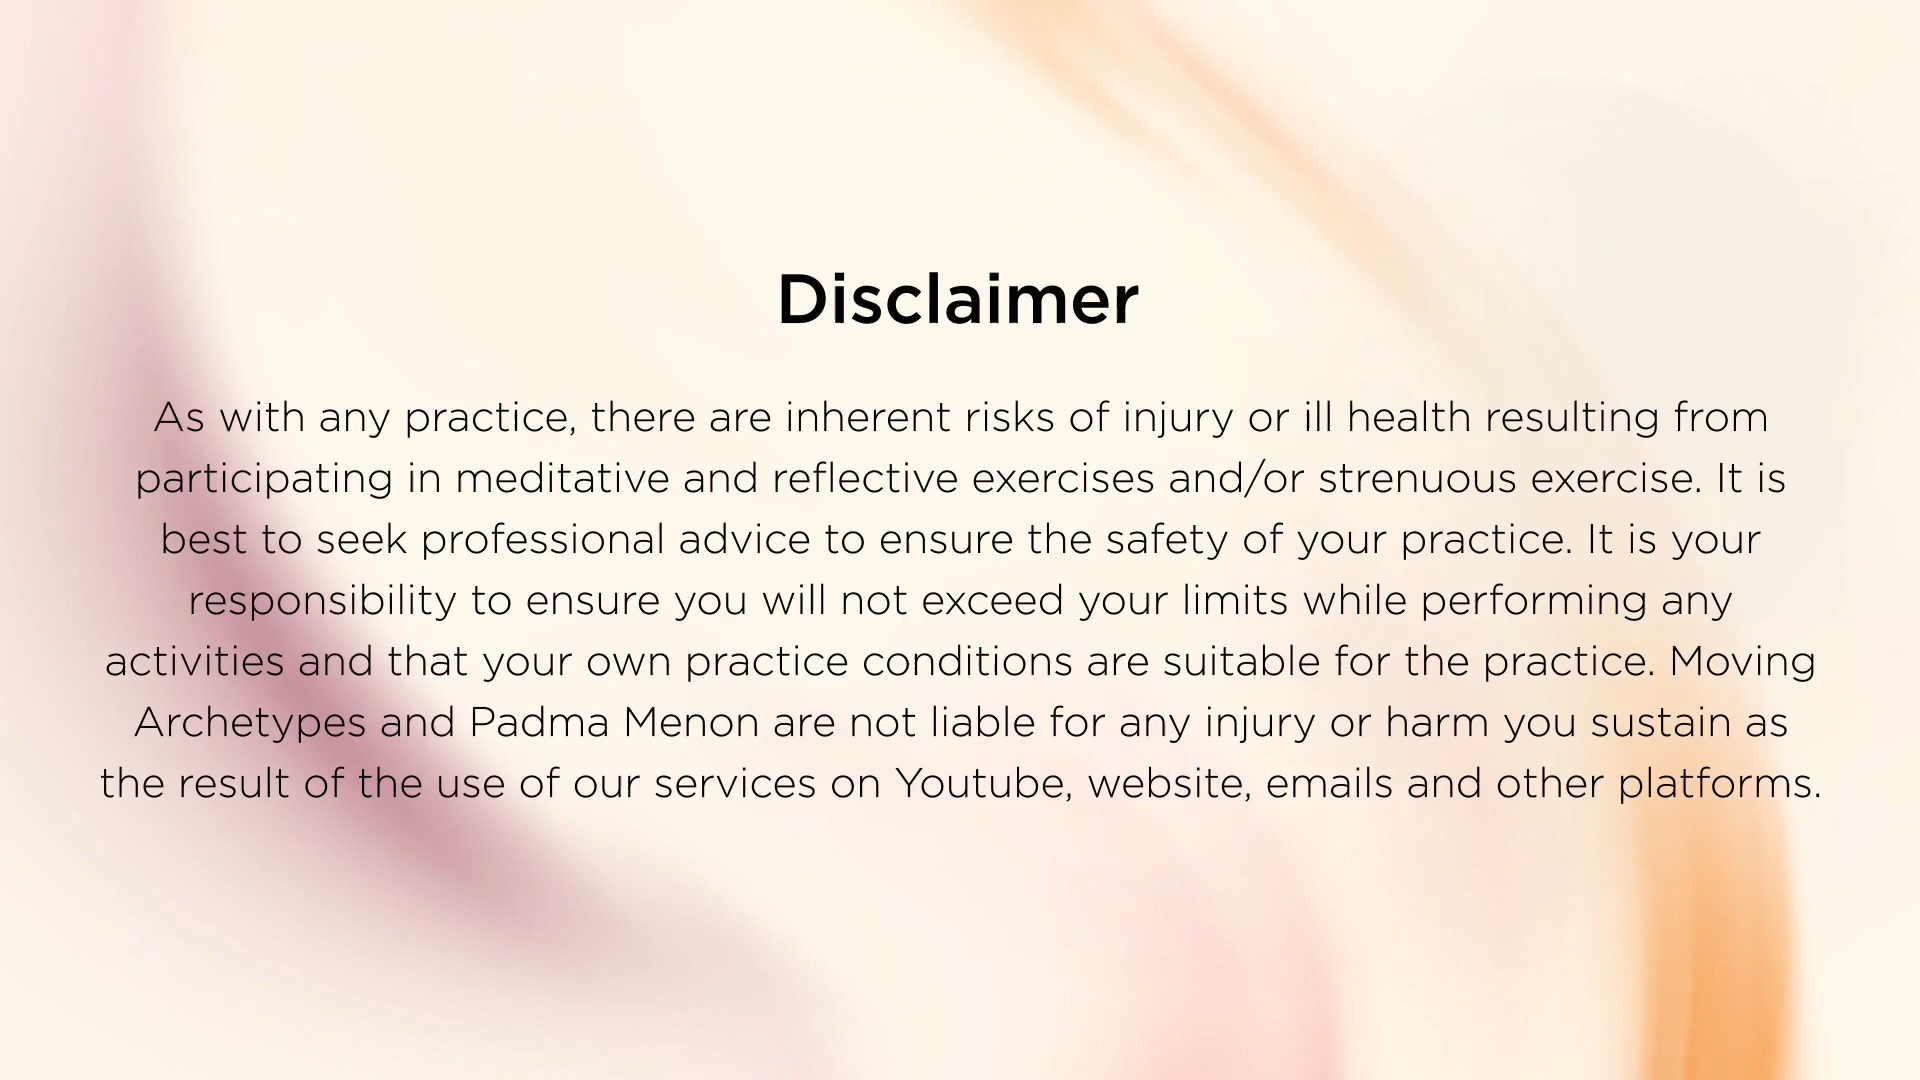 Disclaimer
As with any practice, there are inherent risks of injury or ill health resulting from
participating in meditative and reflective exercises and/or strenuous exercise. It is
best to seek professional advice to ensure the safety of your practice. It is your
responsibility to ensure you will not exceed your limits while performing any
activities and that your own practice conditions are suitable for the practice. Moving
Archetypes and Padma Menon are not liable for any injury or harm you sustain as
the result of the use of our services on Youtube, website, emails and other platforms.